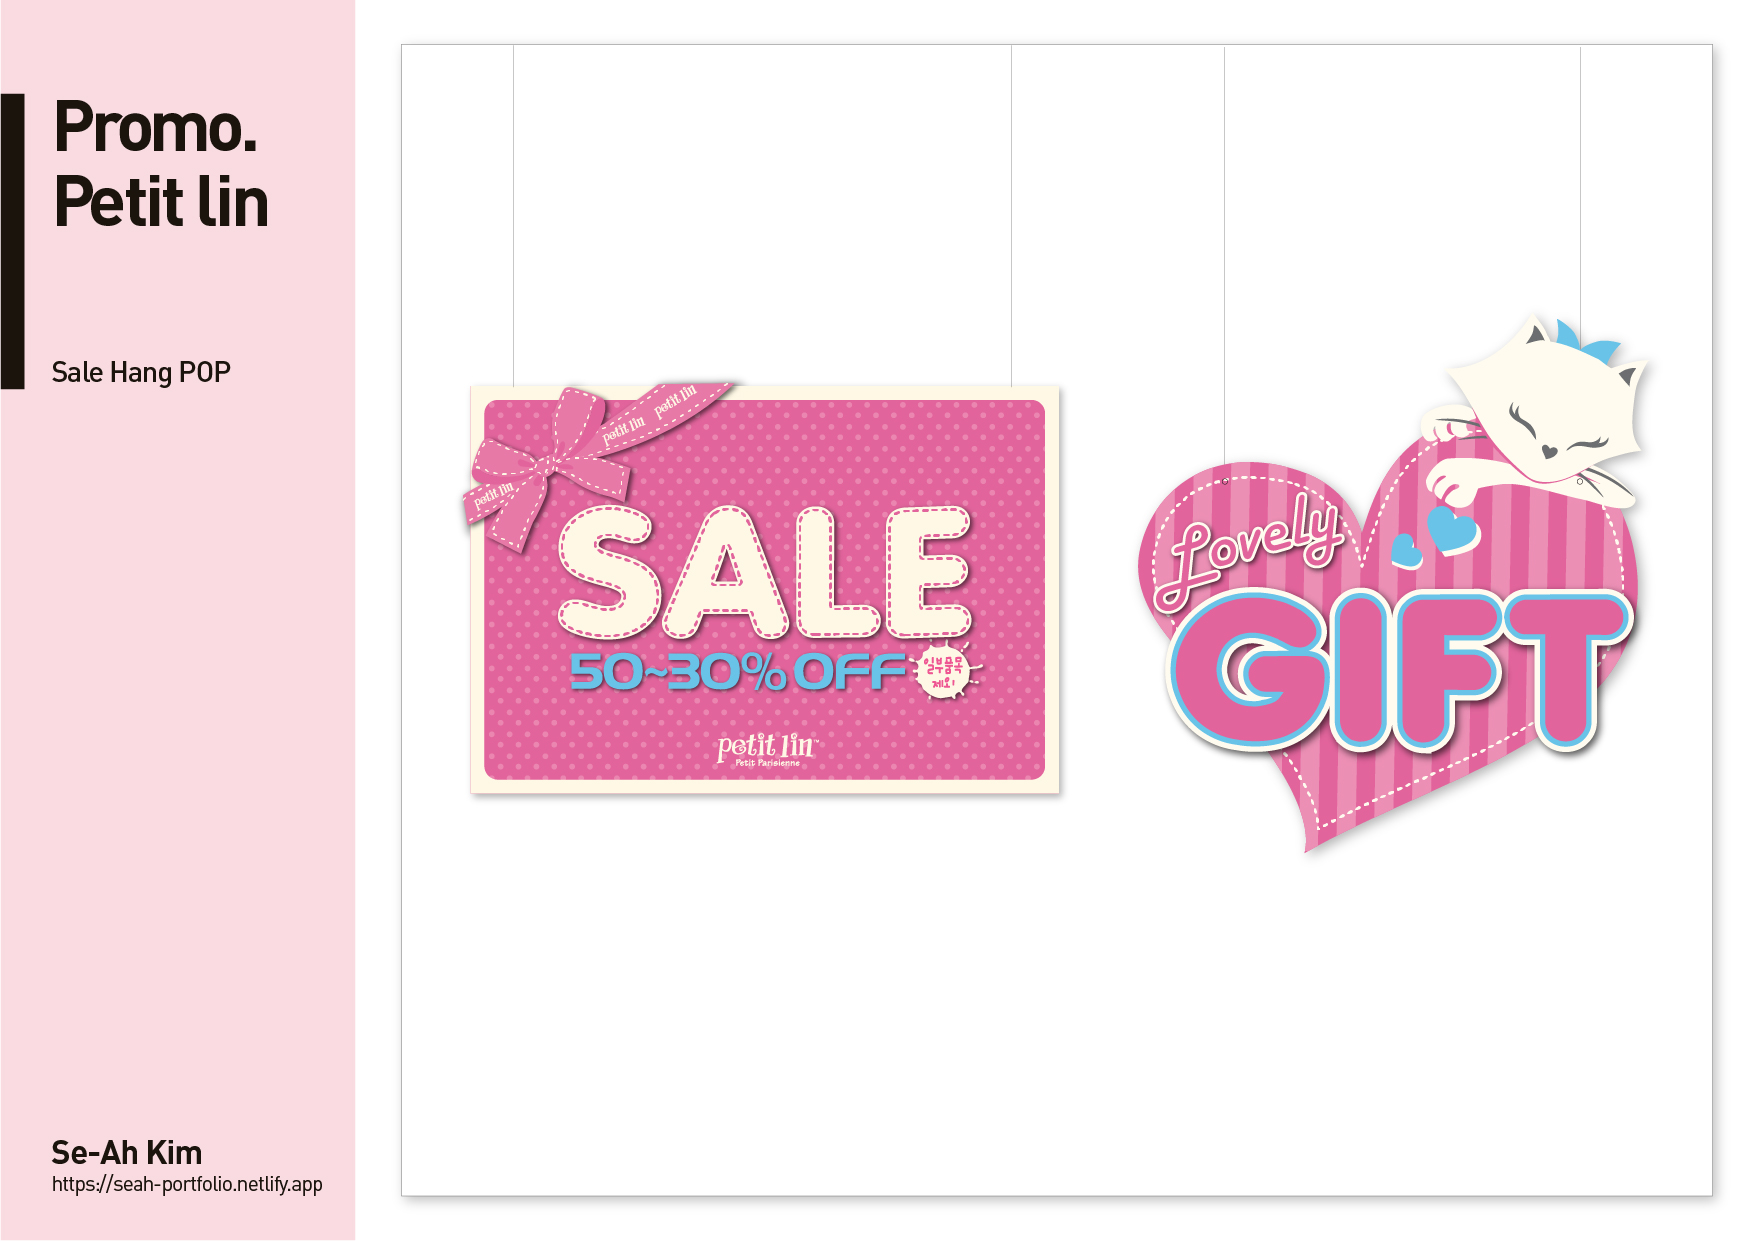 Promo.
Petit lin
Sale Hang POP
Se-Ah Kim
https://seah-portfolio.netlify.app
petit lin
petit lin
petit lin
SALE
50~30% OFF
일부품목
제외!
petit lin™
Petit Parisienne
Lovely
GIFT